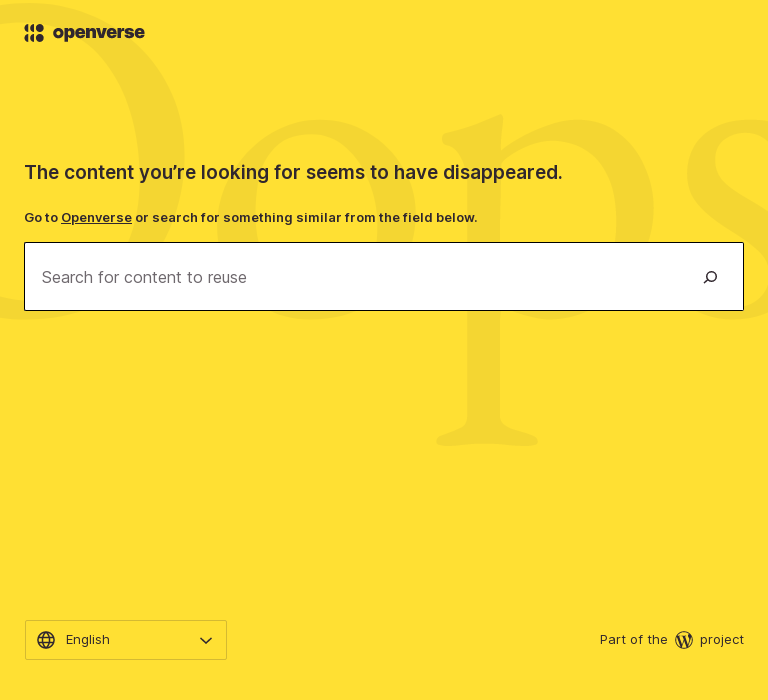 openverse
Oops
The content you’re looking for seems to have disappeared.
Go to Openverse or search for something similar from the field below.
Search for content to reuse
English
Part of the project